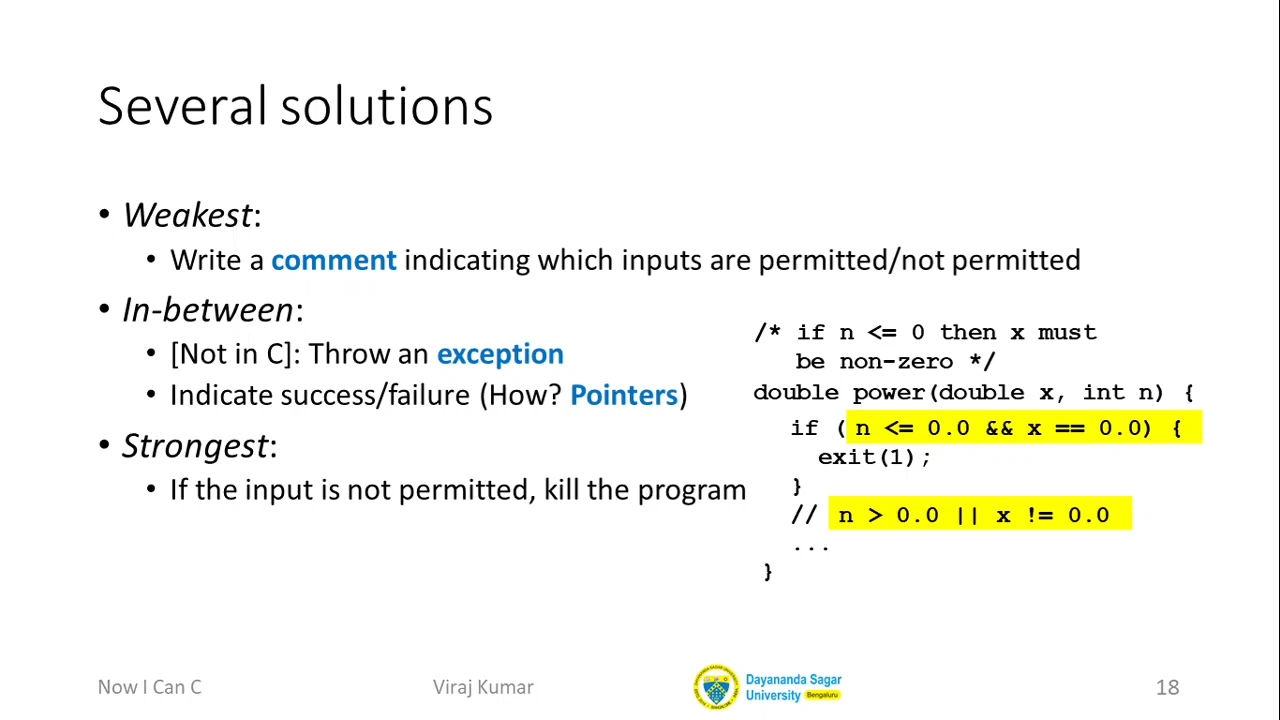 Several solutions
• Weakest:
• Write a comment indicating which inputs are permitted/not permitted
• In-between:
• [Not in C]: Throw an exception
• Indicate success/failure (How? Pointers)
• Strongest:
• If the input is not permitted, kill the program
/* if n <= 0 then x must
be non-zero */
double power(double x, int n) {
if ( n <= 0.0 && x == 0.0) {
exit(1);
}
// n > 0.0 || x != 0.0
...
}
Now I Can C
Viraj Kumar
Dayananda Sagar
University Bengaluru
18